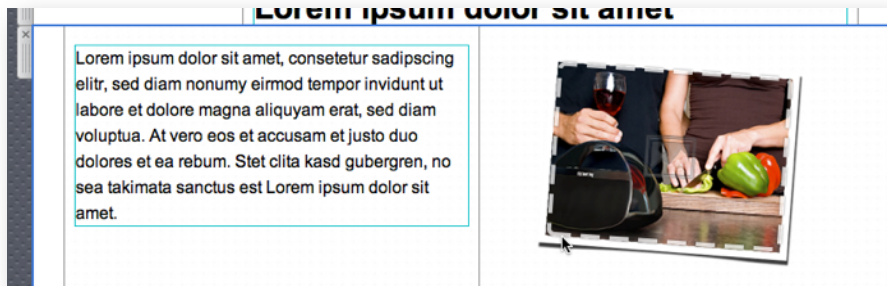 Lorem ipsum dolor sit amet
Lorem ipsum dolor sit amet, consetetur sadipscing
elitr, sed diam nonumy eirmod tempor invidunt ut
labore et dolore magna aliquyam erat, sed diam
voluptua. At vero eos et accusam et justo duo
dolores et ea rebum. Stet clita kasd gubergren, no
sea takimata sanctus est Lorem ipsum dolor sit
amet.